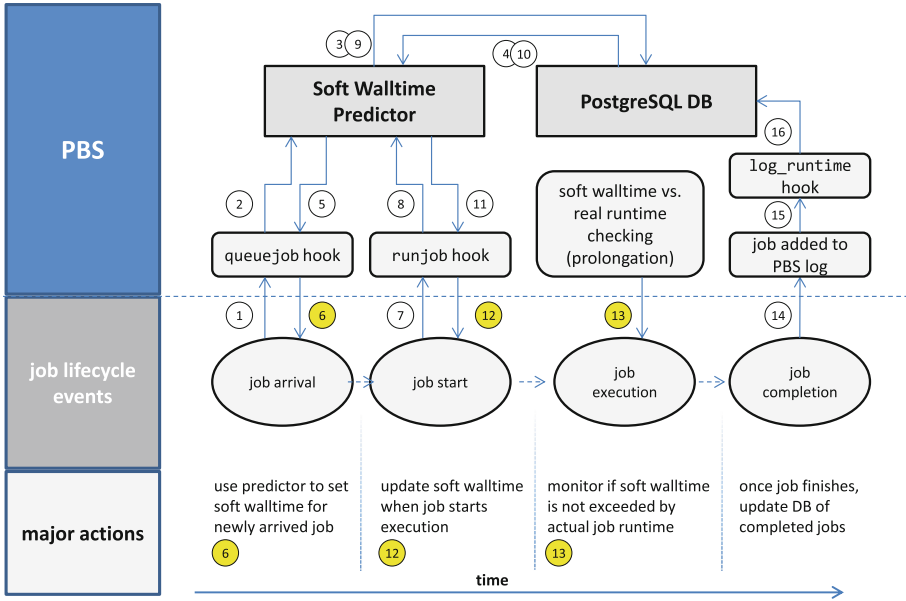 3 9
4 10
Soft Walltime
Predictor
PostgreSQL DB
PBS
16
log_runtime
hook
2
5
8
11
soft walltime vs.
real runtime
checking
(prolongation)
15
queuejob hook
runjob hook
job added to
PBS log
1
6
7
12
13
14
job lifecycle
events
job arrival
job start
job
execution
job
completion
major actions
use predictor to set
soft walltime for
newly arrived job
6
update soft walltime
when job starts
execution
12
monitor if soft walltime
is not exceeded by
actual job runtime
13
once job finishes,
update DB of
completed jobs
time